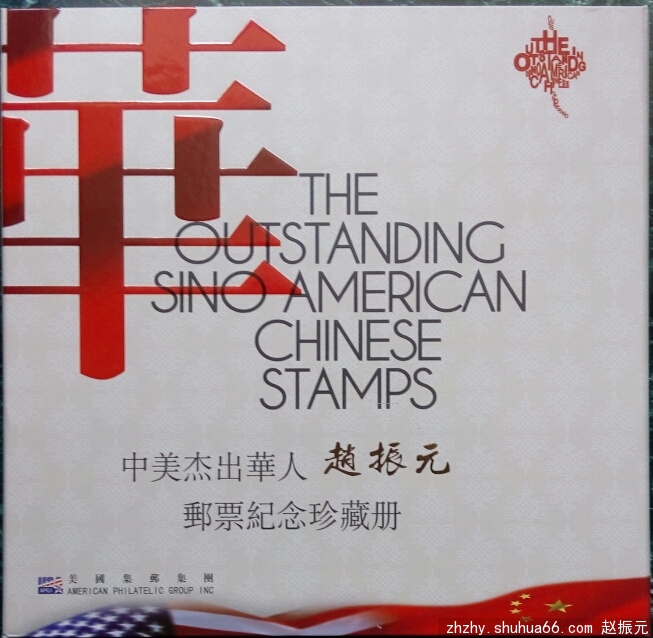 華
THE
OUTSTANDING
SINO AMERICAN
CHINESE
STAMPS
中美杰出華人 趙振元
郵票紀念珍藏册
美國集郵集團
AMERICAN PHILATELIC GROUP INC
zhzhy.shuhua66.com 赵振元